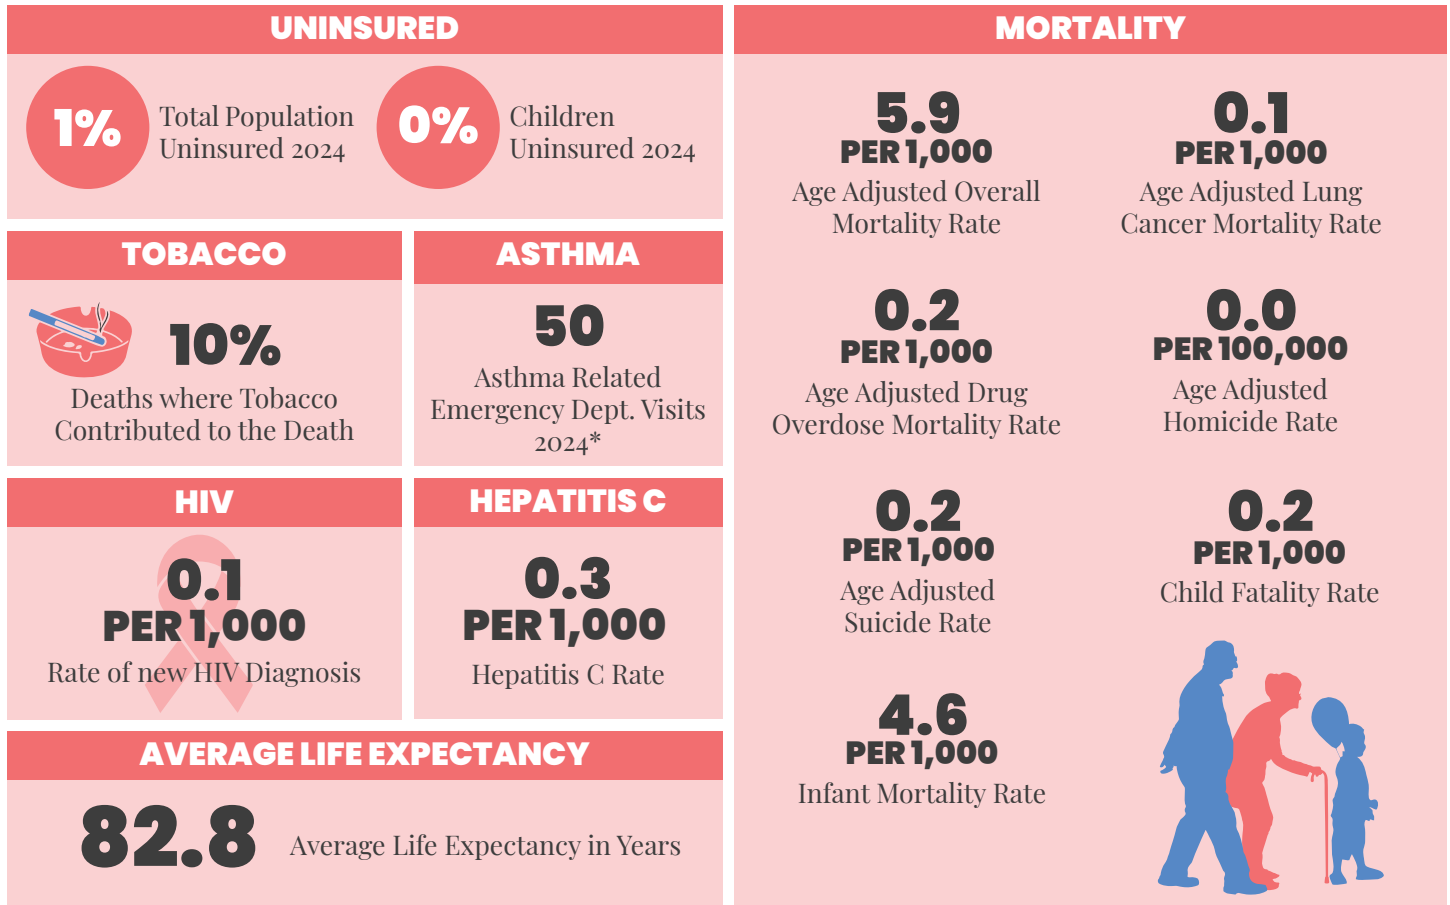 UNINSURED
1%
Total Population
Uninsured 2024
0%
Children
Uninsured 2024
TOBACCO
10%
Deaths where Tobacco
Contributed to the Death
ASTHMA
50
Asthma Related
Emergency Dept. Visits
2024*
HIV
0.1
PER 1,000
Rate of new HIV Diagnosis
HEPATITIS C
0.3
PER 1,000
Hepatitis C Rate
AVERAGE LIFE EXPECTANCY
82.8
Average Life Expectancy in Years
MORTALITY
5.9
PER 1,000
Age Adjusted Overall
Mortality Rate
0.1
PER 1,000
Age Adjusted Lung
Cancer Mortality Rate
0.2
PER 1,000
Age Adjusted Drug
Overdose Mortality Rate
0.0
PER 100,000
Age Adjusted
Homicide Rate
0.2
PER 1,000
Age Adjusted
Suicide Rate
0.2
PER 1,000
Child Fatality Rate
4.6
PER 1,000
Infant Mortality Rate